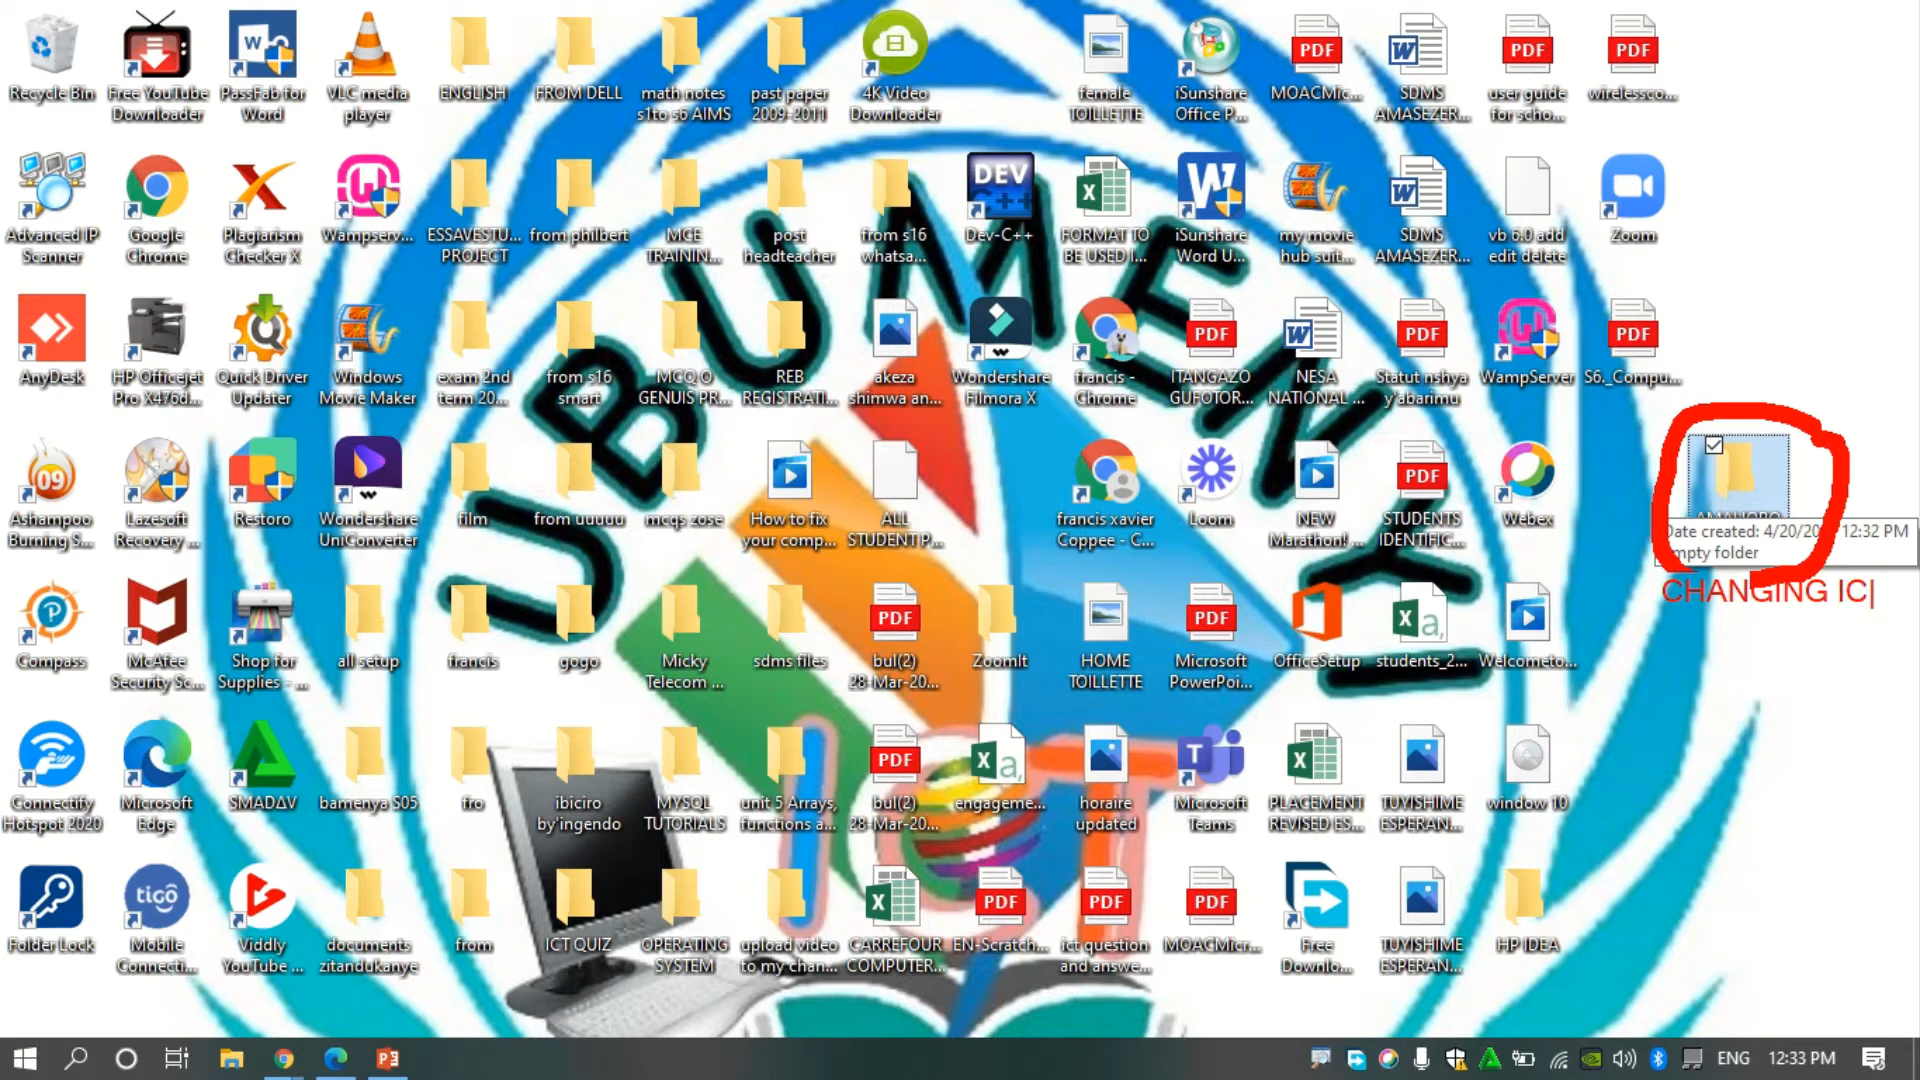 Recycle Bin
Free YouTube Downloader
PassFab for Word
VLC media player
ENGLISH
FROM DELL
math notes s1to s6 AIMS
past paper 2009-2011
4K Video Downloader
female TOILLETTE
iSunshare Office P...
MOACMic...
SDMS AMASEZER...
user guide for scho...
wirelessco...
Advanced IP Scanner
Google Chrome
Plagiarism Checker X
Wampserv...
ESSAVESTU... PROJECT
from philbert
MCE TRAININ...
post headteacher
from s16 whatsa...
DEV C++
Dev-C++
FORMAT TO BE USED I...
iSunshare Word U...
my movie hub suit...
SDMS AMASEZER...
vb 6.0 add edit delete
Zoom
AnyDesk
HP Officejet Pro X476d...
Quick Driver Updater
Windows Movie Maker
exam 2nd term 20...
from s16 smart
MCQ O GENUIS PR...
REB REGISTRATI...
akeza shimwa an...
Wondershare Filmora X
francis - Chrome
ITANGAZO GUFOTOR...
NESA NATIONAL ...
Statut nshya y'abarimu
WampServer
S6._Compu...
Ashampoo Burning S...
Lazesoft Recovery ...
Restoro
Wondershare UniConverter
film
from uuuuu
mcqs zose
How to fix your comp...
ALL STUDENT P...
francis xavier Coppee - C...
Loom
NEW Marathon! ...
STUDENTS IDENTIFIC...
Webex
AMAHORO
Date created: 4/20/20 12:32 PM
Empty folder
CHANGING IC
Compass
McAfee Security Sc...
Shop for Supplies - ...
all setup
francis
gogo
Micky Telecom ...
sdms files
bul(2) 28-Mar-20...
ZoomIt
HOME TOILLETTE
Microsoft PowerPoi...
OfficeSetup
students_2...
Welcometo...
Connectify Hotspot 2020
Microsoft Edge
SMADΔV
bamenya S05
fro
ibiciro by'ingendo
MYSQL TUTORIALS
unit 5 Arrays, functions a...
bul(2) 28-Mar-20...
engageme...
horaire updated
Microsoft Teams
PLACEMENT REVISED ES...
TUYISHIME ESPERAN...
window 10
Folder Lock
tigo
Mobile Connecti...
Viddly YouTube ...
documents zitandukanye
from
ICT QUIZ
OPERATING SYSTEM
upload video to my chan...
CARREFOUR COMPUTER...
EN-Scratch...
ict question and answe...
MOACMicr...
Free Downlo...
TUYISHIME ESPERAN...
HP IDEA
UBUMENYI
ICT
ENG
12:33 PM